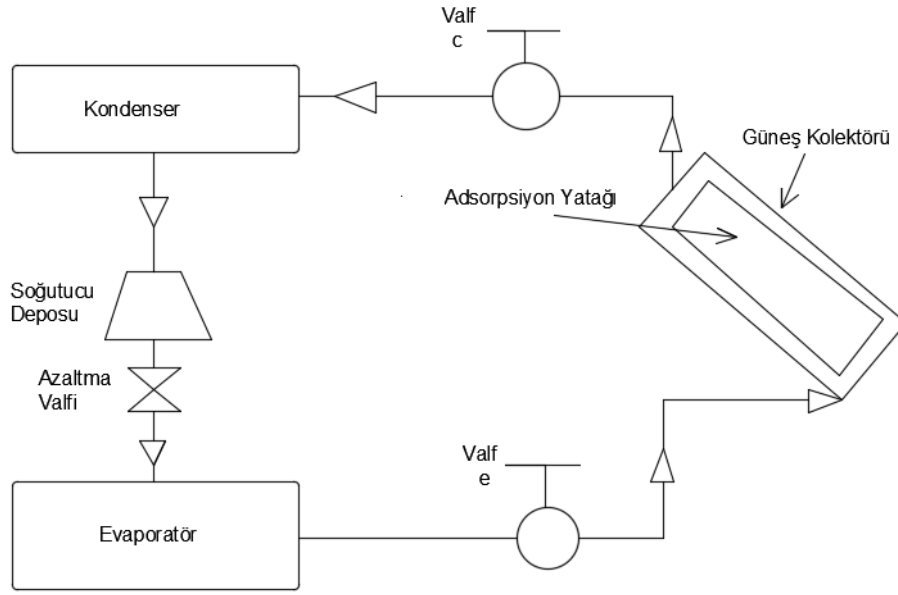 Valf
c
Kondenser
Güneş Kolektörü
Adsorpsiyon Yatağı
Soğutucu
Deposu
Azaltma
Valfi
Valf
e
Evaporatör